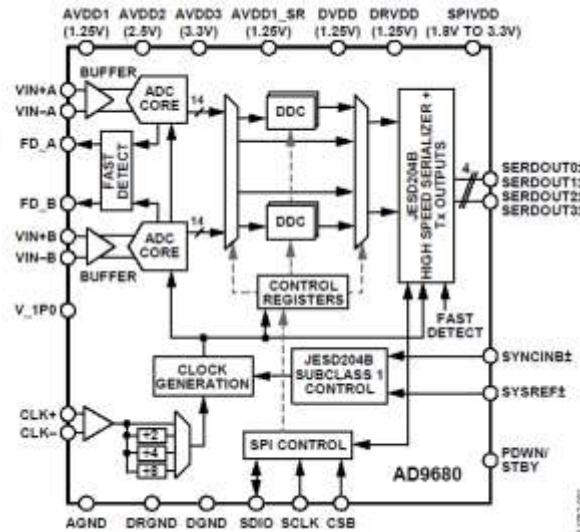 AVDD1 AVDD2 AVDD3 AVDD1_SR DVDD DRVDD SPIVDD
(1.25V) (2.5V) (3.3V) (1.25V) (1.25V) (1.25V) (1.8V TO 3.3V)
BUFFER
VIN+A
VIN–A
ADC
CORE
14
DDC
FD_A
FAST
DETECT
FD_B
JESD204B
HIGH SPEED SERIALIZER +
Tx OUTPUTS
4
SERDOUT0±
SERDOUT1±
SERDOUT2±
SERDOUT3±
VIN+B
VIN–B
ADC
CORE
14
DDC
BUFFER
CONTROL
REGISTERS
V_1P0
FAST
DETECT
CLOCK
GENERATION
JESD204B
SUBCLASS 1
CONTROL
SYNCINB±
SYSREF±
CLK+
CLK–
÷2
÷4
÷8
SPI CONTROL
PDWN/
STBY
AD9680
AGND DRGND DGND SDIO SCLK CSB